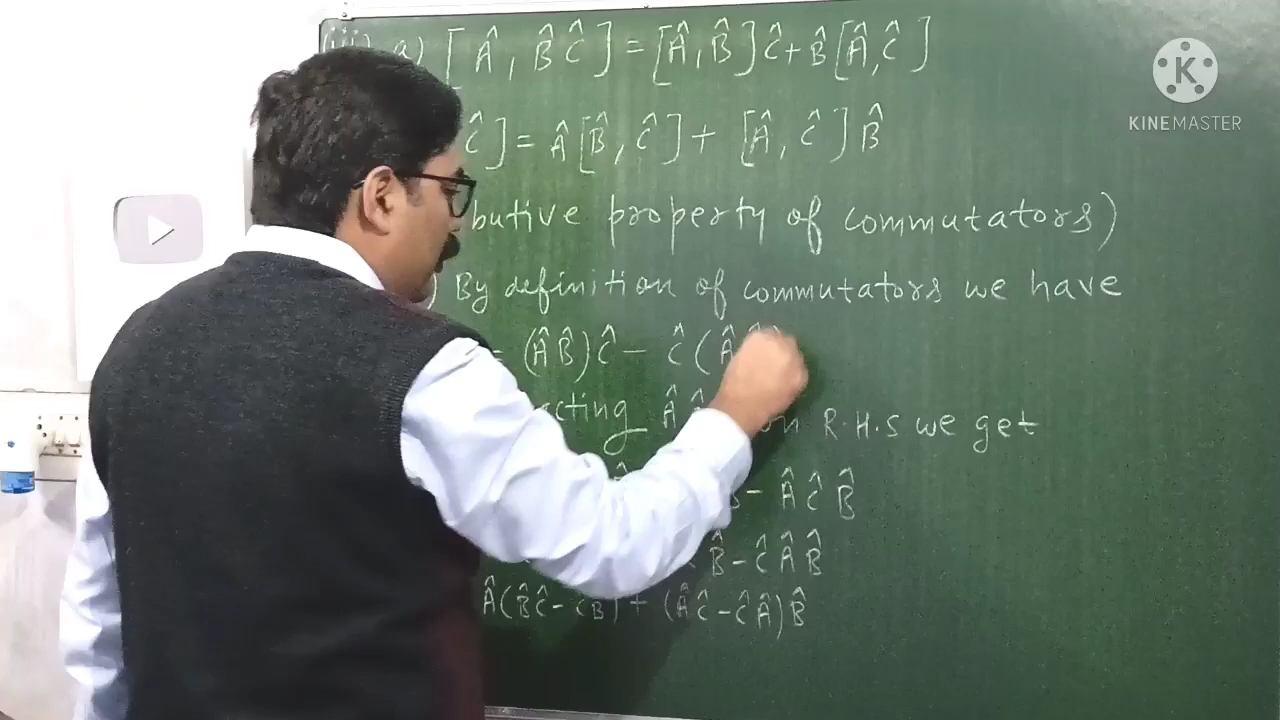 a) [Â, B̂Ĉ] = [Â, B̂]Ĉ + B̂[Â, Ĉ]
Ĉ] = Â[B̂, Ĉ] + [Â, Ĉ]B̂
butive property of commutators)
) By definition of commutators we have
= (ÂB̂)Ĉ - Ĉ(Â
cting Â on R.H.S we get
- ÂĈB̂
B̂ - ĈÂB̂
Â(B̂Ĉ - ĈB̂) + (ÂĈ - ĈÂ)B̂
KINEMASTER